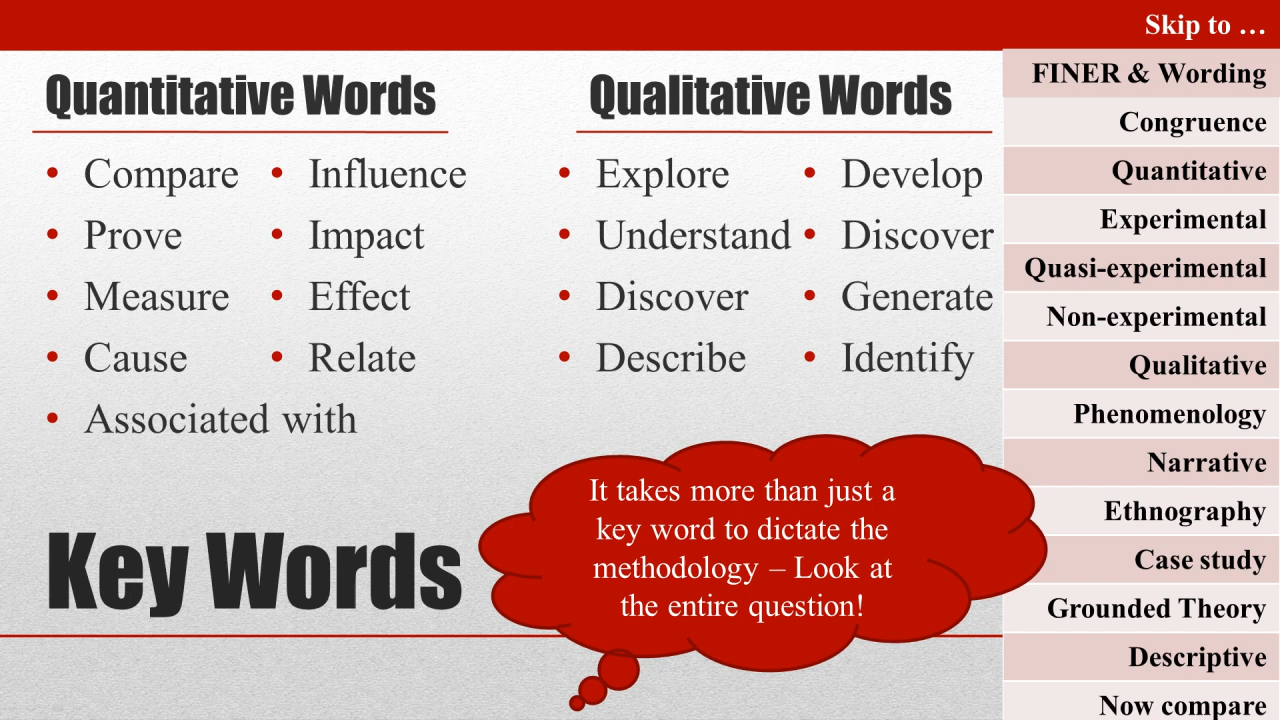 Skip to …
Quantitative Words
• Compare
• Prove
• Measure
• Cause
• Associated with
• Influence
• Impact
• Effect
• Relate
Qualitative Words
• Explore
• Understand
• Discover
• Describe
• Develop
• Discover
• Generate
• Identify
Key Words
It takes more than just a
key word to dictate the
methodology – Look at
the entire question!
FINER & Wording
Congruence
Quantitative
Experimental
Quasi-experimental
Non-experimental
Qualitative
Phenomenology
Narrative
Ethnography
Case study
Grounded Theory
Descriptive
Now compare